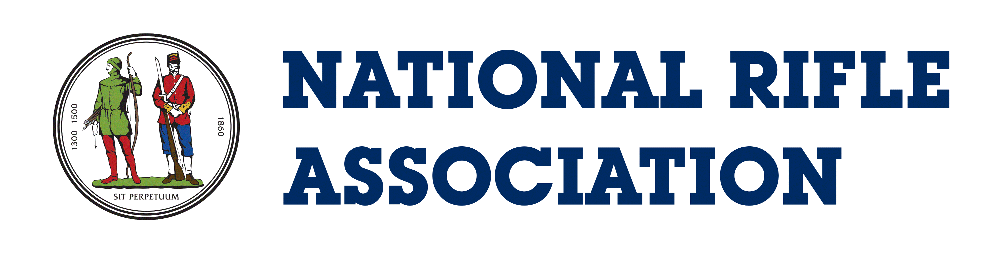 1300 1500
1860
SIT PERPETUUM
NATIONAL RIFLE
ASSOCIATION